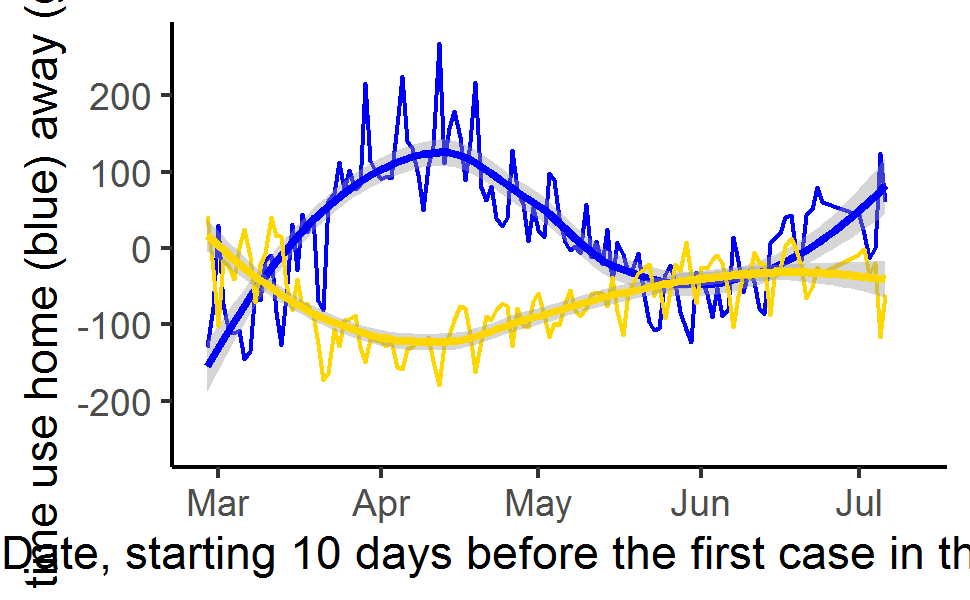 time use home (blue) away (
200
100
0
-100
-200
Mar Apr May Jun Jul
Date, starting 10 days before the first case in th